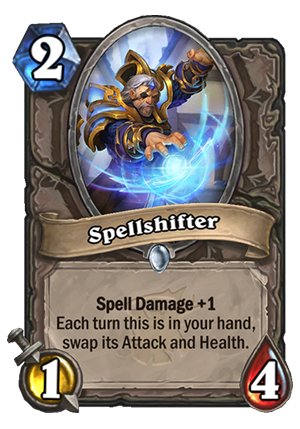 2
Spellshifter
Spell Damage +1
Each turn this is in your hand,
swap its Attack and Health.
1
4